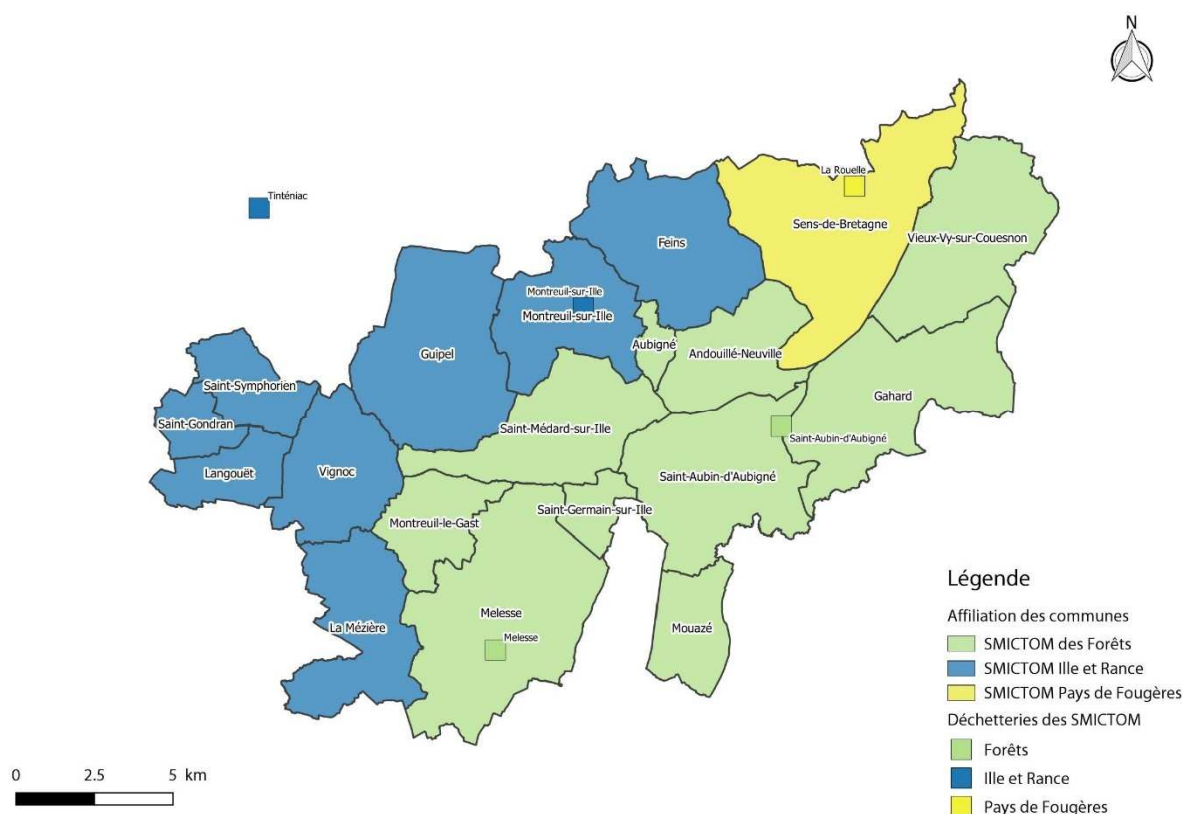 N
La Rouelle
Tinténiac
Sens-de-Bretagne
Feins
Vieux-Vy-sur-Couesnon
Montreuil-sur-Ille
Montreuil-sur-Ille
Aubigné
Andouillé-Neuville
Guipel
Saint-Symphorien
Gahard
Saint-Gondran
Saint-Médard-sur-Ille
Saint-Aubin-d'Aubigné
Langouët
Vignoc
Saint-Aubin-d'Aubigné
Saint-Germain-sur-Ille
Montreuil-le-Gast
Melesse
La Mézière
Mouazé
Melesse
Légende
Affiliation des communes
SMICTOM des Forêts
SMICTOM Ille et Rance
SMICTOM Pays de Fougères
Déchetteries des SMICTOM
Forêts
Ille et Rance
Pays de Fougères
0 2.5 5 km